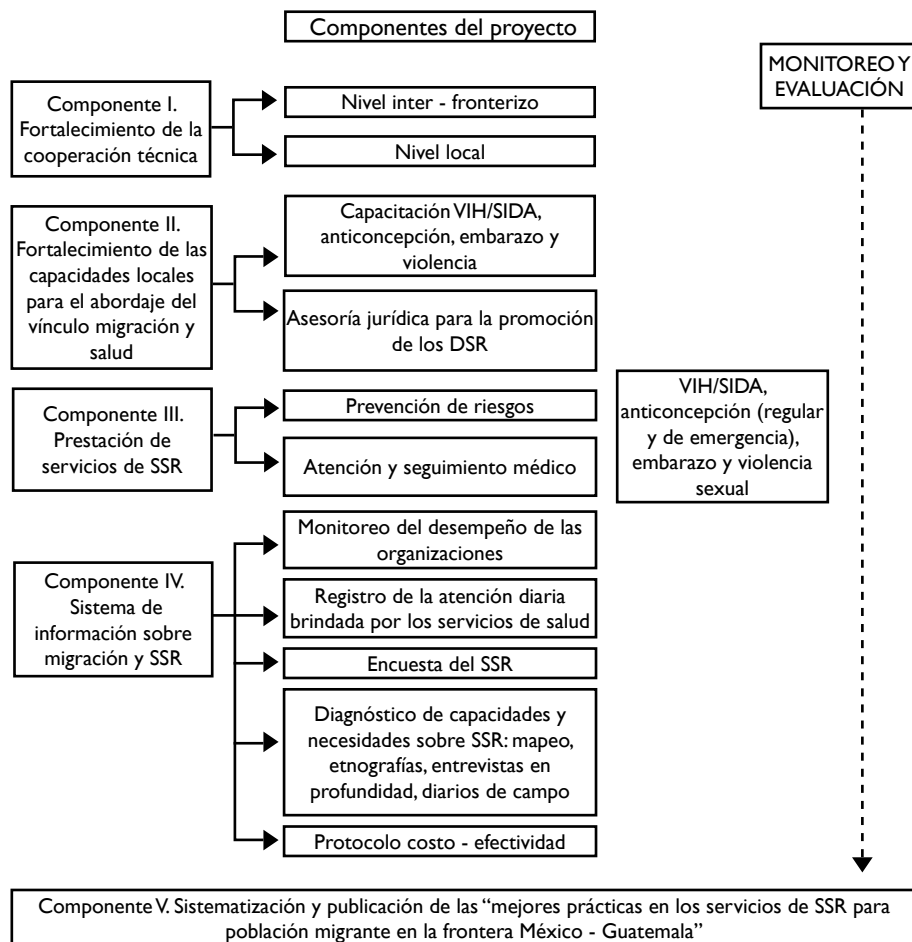 Componentes del proyecto
MONITOREO Y
EVALUACIÓN
Componente I.
Fortalecimiento de la
cooperación técnica
Nivel inter - fronterizo
Nivel local
Componente II.
Fortalecimiento de las
capacidades locales
para el abordaje del
vínculo migración y
salud
Capacitación VIH/SIDA,
anticoncepción, embarazo y
violencia
Asesoría jurídica para la promoción
de los DSR
Componente III.
Prestación de
servicios de SSR
Prevención de riesgos
Atención y seguimiento médico
VIH/SIDA,
anticoncepción (regular
y de emergencia),
embarazo y violencia
sexual
Componente IV.
Sistema de
información sobre
migración y SSR
Monitoreo del desempeño de las
organizaciones
Registro de la atención diaria
brindada por los servicios de salud
Encuesta del SSR
Diagnóstico de capacidades y
necesidades sobre SSR: mapeo,
etnografías, entrevistas en
profundidad, diarios de campo
Protocolo costo - efectividad
Componente V. Sistematización y publicación de las “mejores prácticas en los servicios de SSR para
población migrante en la frontera México - Guatemala”